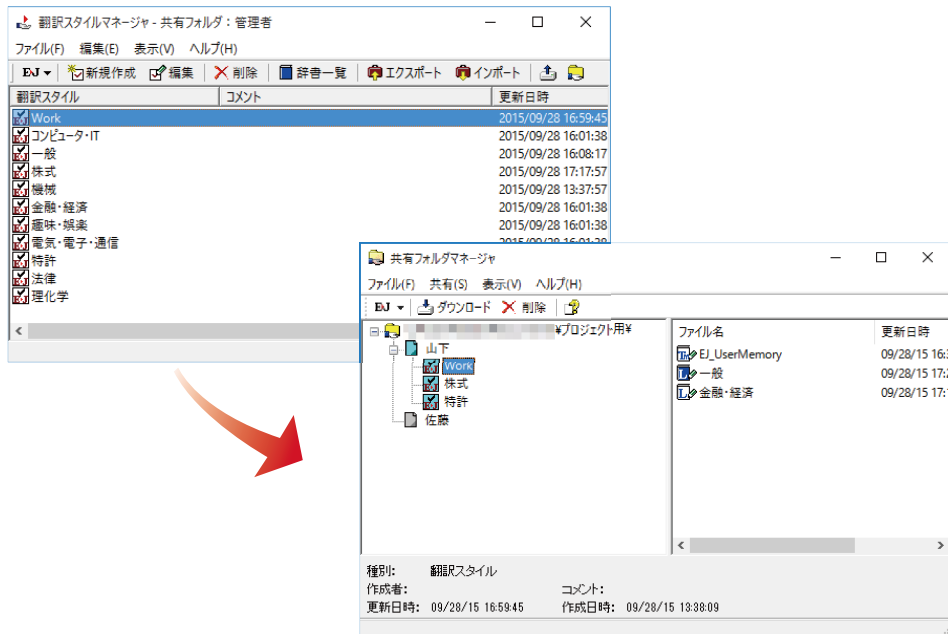 翻訳スタイルマネージャ - 共有フォルダ：管理者
ファイル(F) 編集(E) 表示(V) ヘルプ(H)
EJ 新規作成 編集 削除 辞書一覧 エクスポート インポート
翻訳スタイル コメント 更新日時
Work 2015/09/28 16:59:45
コンピュータ・IT 2015/09/28 16:01:38
一般 2015/09/28 16:08:17
株式 2015/09/28 17:17:57
機械 2015/09/28 13:37:57
金融・経済 2015/09/28 16:01:38
趣味・娯楽 2015/09/28 16:01:38
電気・電子・通信 2015/09/28 16:01:38
特許
法律
理化学
共有フォルダマネージャ
ファイル(F) 共有(S) 表示(V) ヘルプ(H)
EJ ダウンロード 削除
¥プロジェクト用¥
山下
Work
株式
特許
佐藤
ファイル名 更新日時
EJ_UserMemory 09/28/15 16:
一般 09/28/15 17:
金融・経済 09/28/15 17:
種別: 翻訳スタイル
作成者: コメント:
更新日時: 09/28/15 16:59:45 作成日時: 09/28/15 13:38:09